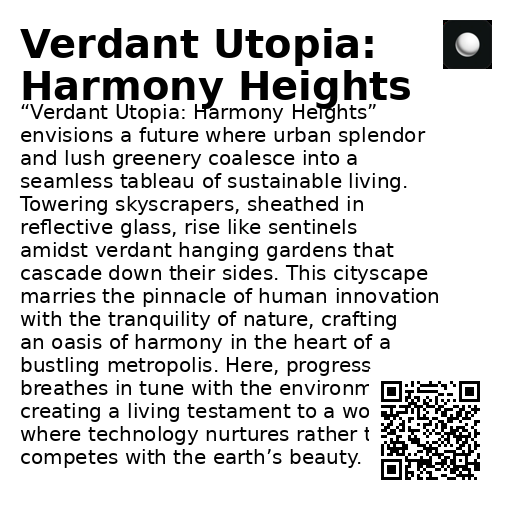 Verdant Utopia:
Harmony Heights
“Verdant Utopia: Harmony Heights”
envisions a future where urban splendor
and lush greenery coalesce into a
seamless tableau of sustainable living.
Towering skyscrapers, sheathed in
reflective glass, rise like sentinels
amidst verdant hanging gardens that
cascade down their sides. This cityscape
marries the pinnacle of human innovation
with the tranquility of nature, crafting
an oasis of harmony in the heart of a
bustling metropolis. Here, progress
breathes in tune with the
creating a living testament to a
where technology nurtures rather
competes with the earth’s beauty.